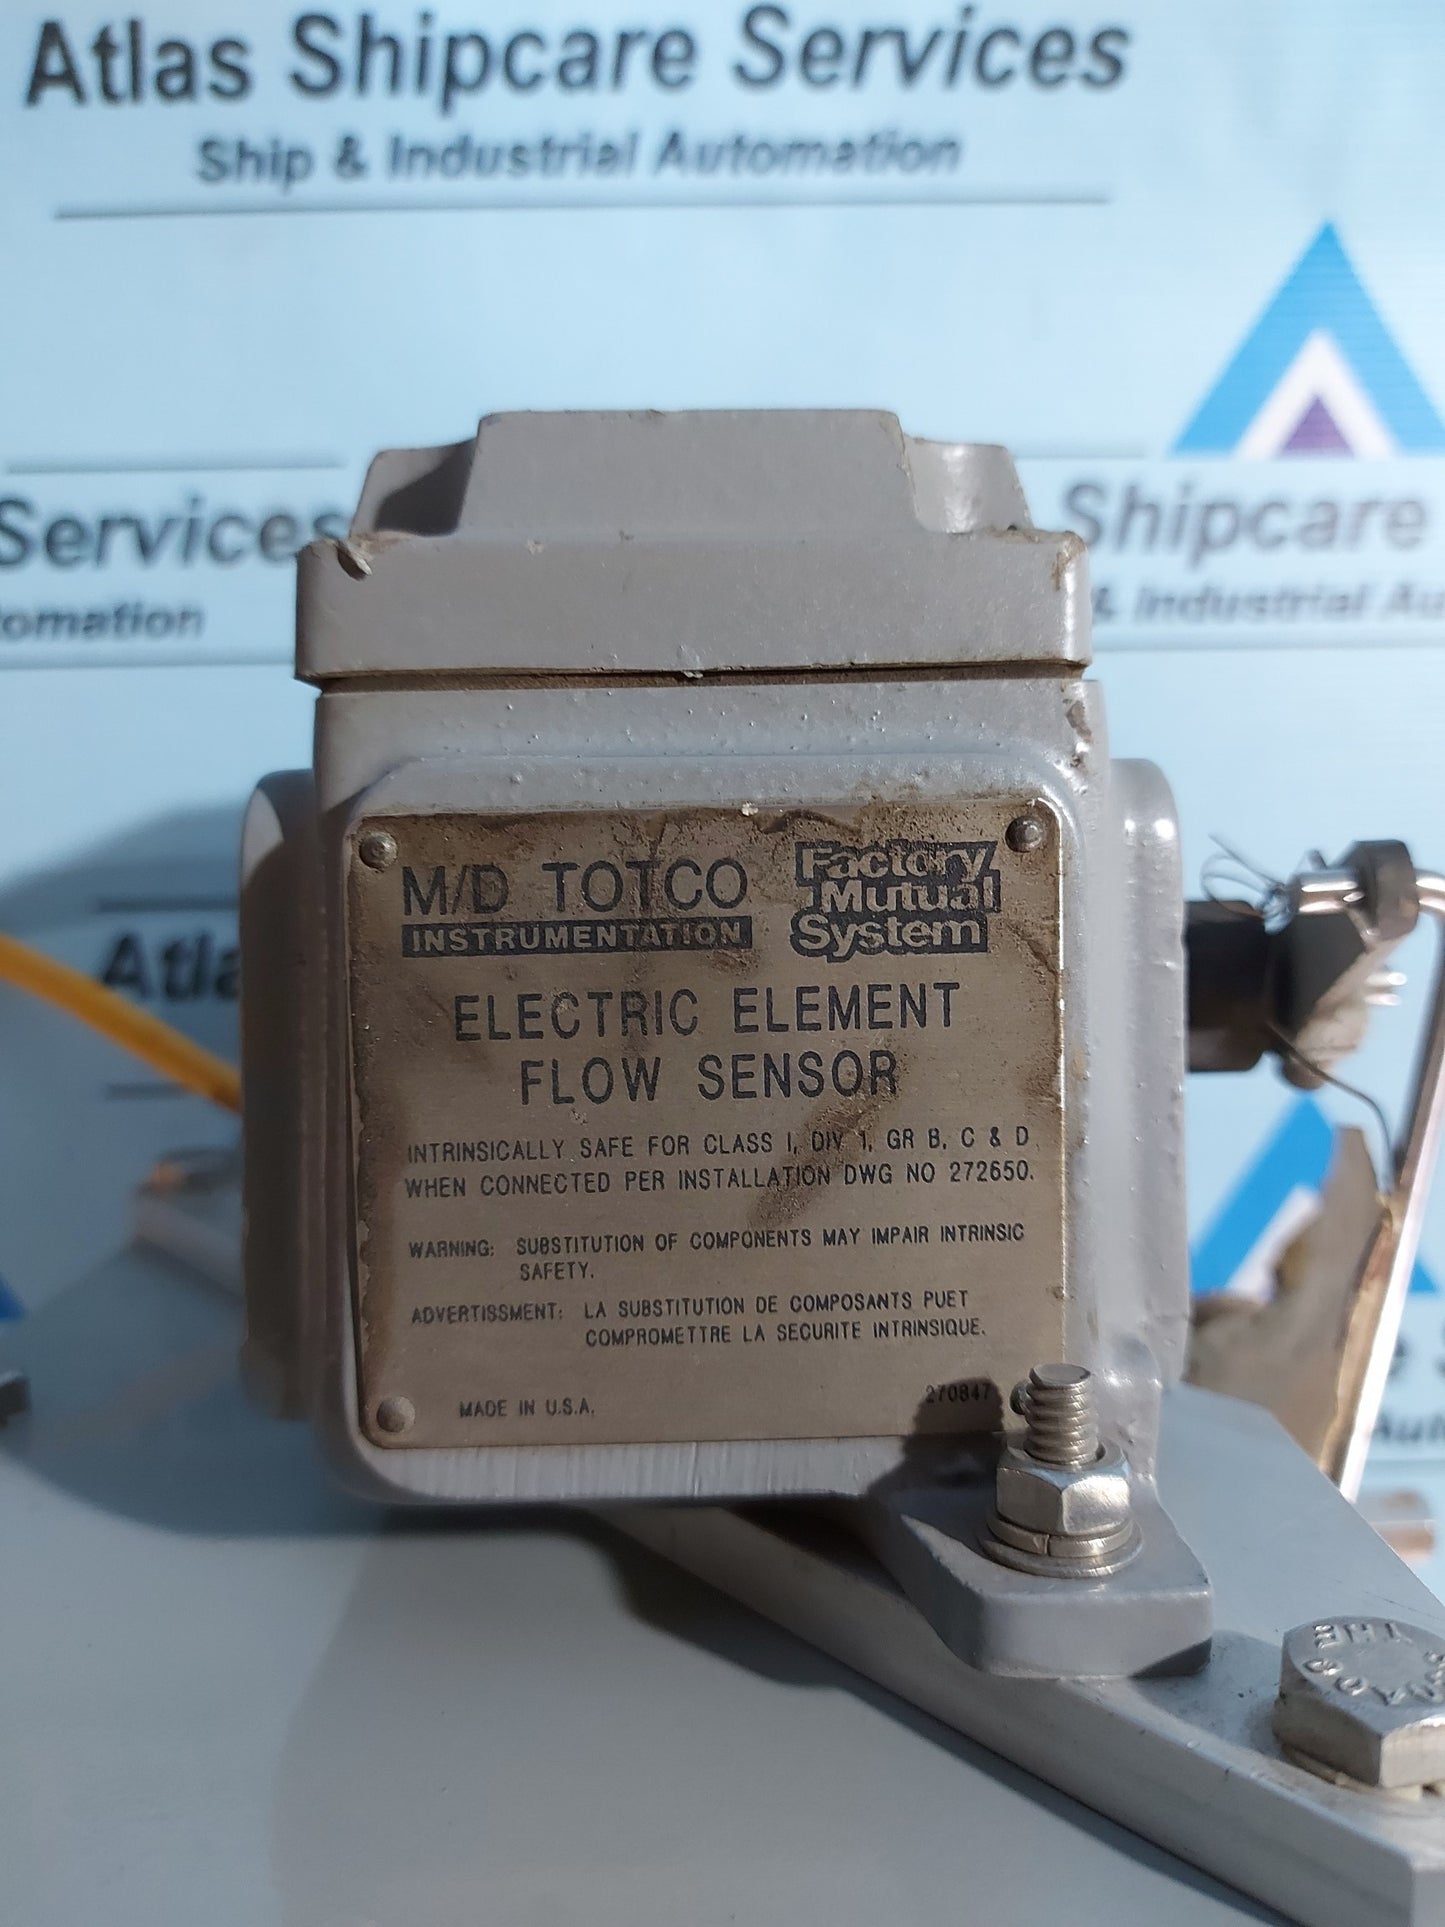 Atlas Shipcare Services
Ship & Industrial Automation
Services
Shipcare
omation
& Industrial Au
Atla
M/D TOTCO
INSTRUMENTATION
Factory
Mutual
System
ELECTRIC ELEMENT
FLOW SENSOR
INTRINSICALLY SAFE FOR CLASS I, DIV 1, GR B, C & D
WHEN CONNECTED PER INSTALLATION DWG NO 272650.
WARNING: SUBSTITUTION OF COMPONENTS MAY IMPAIR INTRINSIC
SAFETY.
ADVERTISSMENT: LA SUBSTITUTION DE COMPOSANTS PUET
COMPROMETTRE LA SECURITE INTRINSIQUE.
MADE IN U.S.A.
270847
Auto
THE